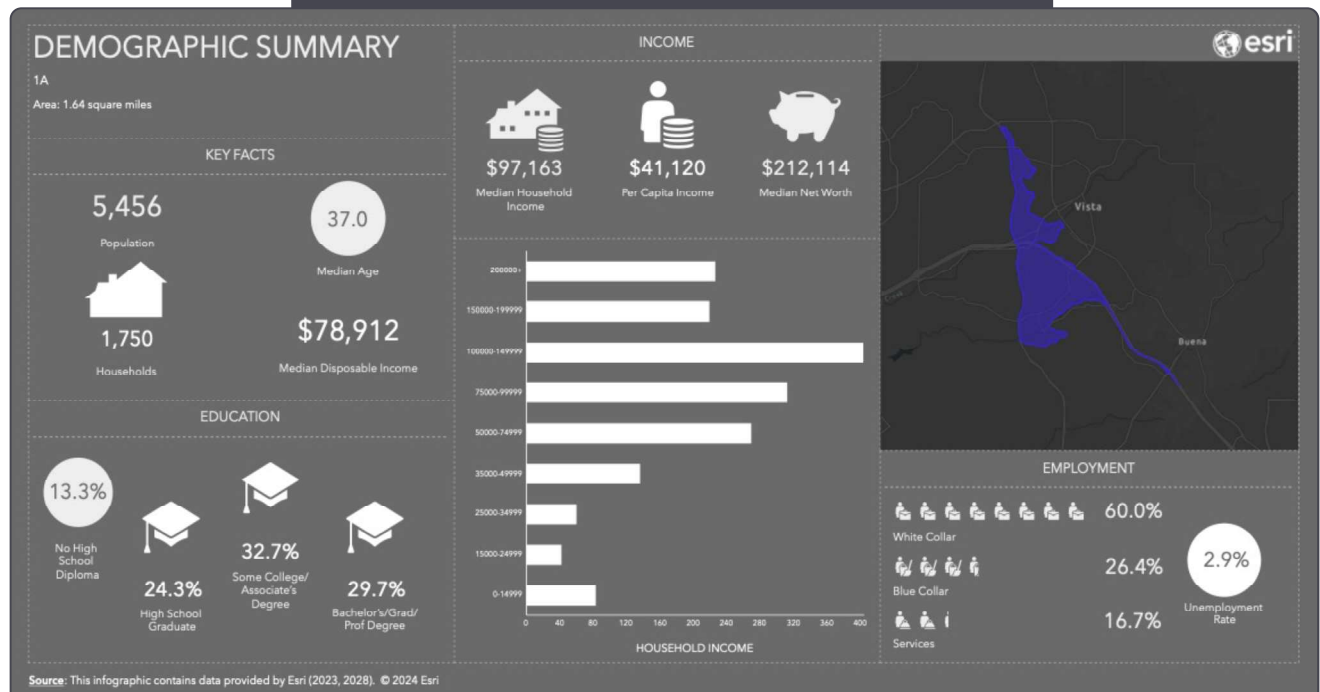 DEMOGRAPHIC SUMMARY
1A
Area: 1.64 square miles
KEY FACTS
5,456
Population
37.0
Median Age
1,750
Households
$78,912
Median Disposable Income
EDUCATION
13.3%
No High
School
Diploma
24.3%
High School
Graduate
32.7%
Some College/
Associate's
Degree
29.7%
Bachelor's/Grad/
Prof Degree
INCOME
$97,163
Median Household
Income
$41,120
Per Capita Income
$212,114
Median Net Worth
200000+
150000-199999
100000-149999
75000-99999
50000-74999
35000-49999
25000-34999
15000-24999
0-14999
0 40 80 120 160 200 240 280 320 360 400
HOUSEHOLD INCOME
esri
Vista
Buena
EMPLOYMENT
60.0%
White Collar
26.4%
Blue Collar
16.7%
Services
2.9%
Unemployment
Rate
Source: This infographic contains data provided by Esri (2023, 2028). © 2024 Esri